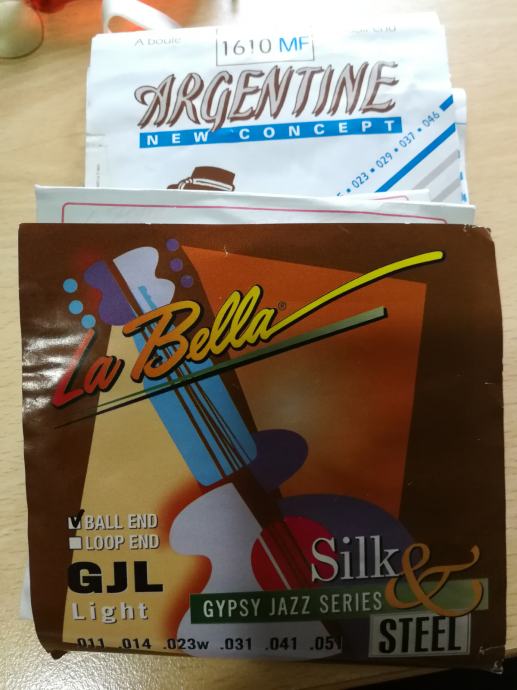 A boule
1610 MF
ARGENTINE
NEW CONCEPT
023 • 029 • 037 • 046
La Bella®
BALL END
LOOP END
GJL
Light
Silk &
GYPSY JAZZ SERIES
STEEL
.011 .014 .023w .031 .041 .051